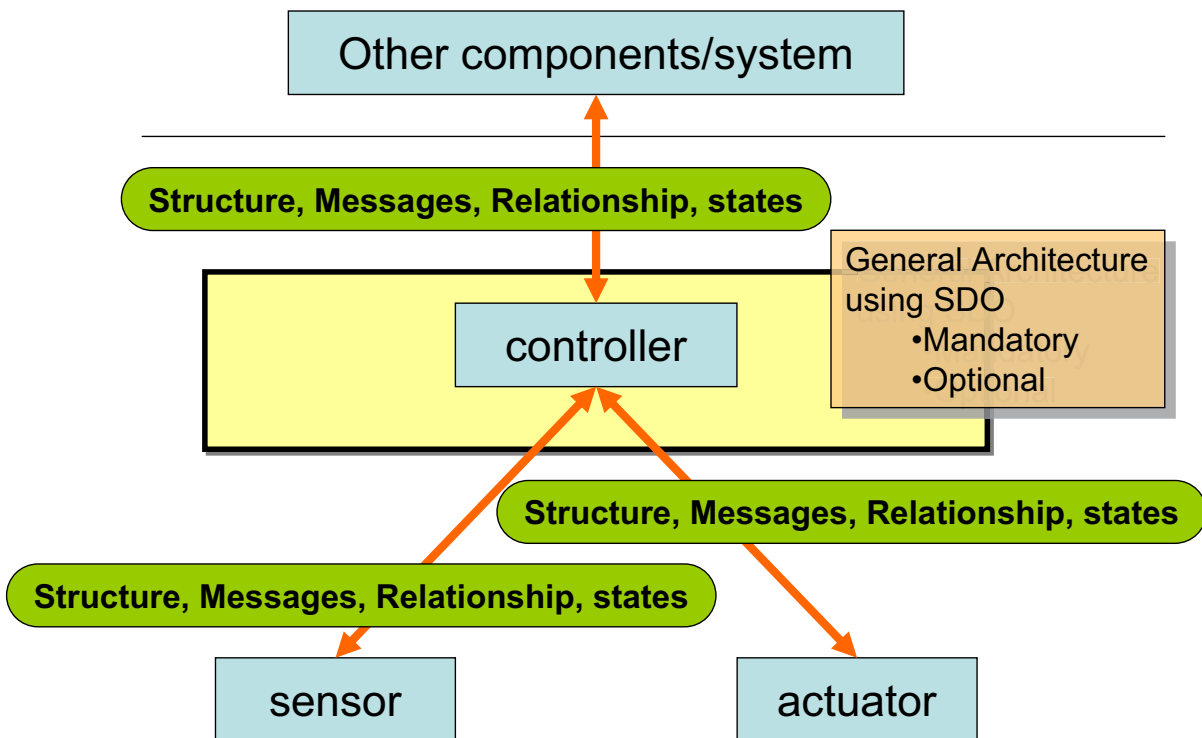 Other components/system
Structure, Messages, Relationship, states
General Architecture
using SDO
•Mandatory
•Optional
controller
Structure, Messages, Relationship, states
Structure, Messages, Relationship, states
sensor
actuator